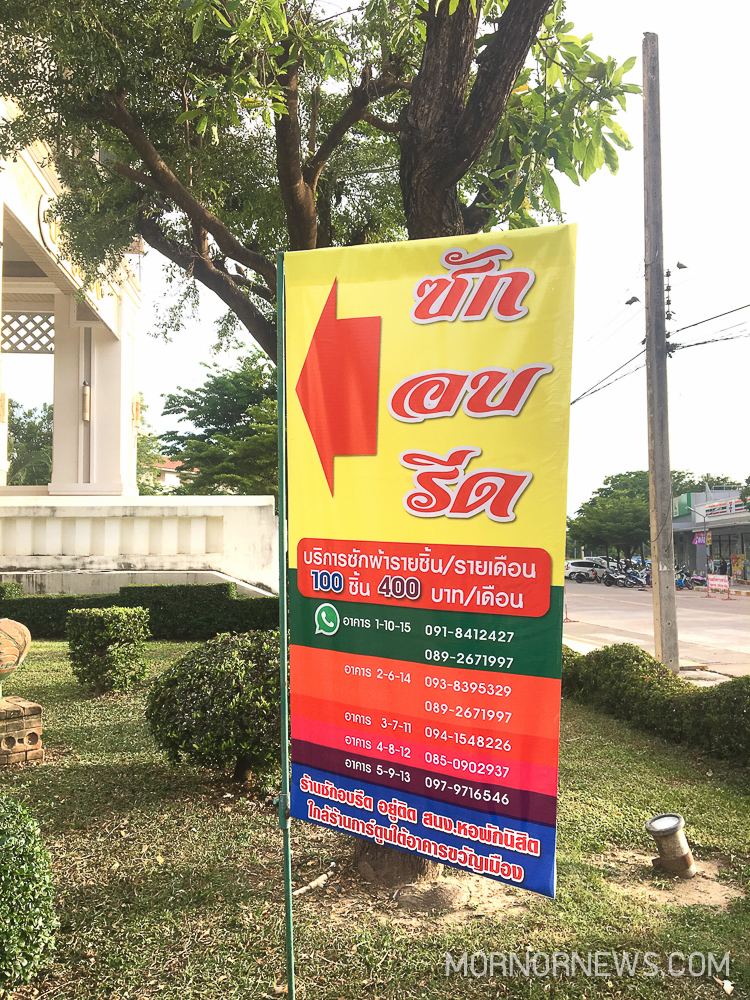 ซัก
อบ
รีด
บริการซักผ้ารายชิ้น/รายเดือน
100 ชิ้น 400 บาท/เดือน
อาคาร 1-10-15 091-8412427
089-2671997
อาคาร 2-6-14 093-8395329
089-2671997
อาคาร 3-7-11 094-1548226
อาคาร 4-8-12 085-0902937
อาคาร 5-9-13 097-9716546
ร้านซักอบรีด อยู่ติด สนง.หอพักนิสิต
ใกล้ร้านการ์ตูนใต้อาคารขวัญเมือง
MORNORNEWS.COM